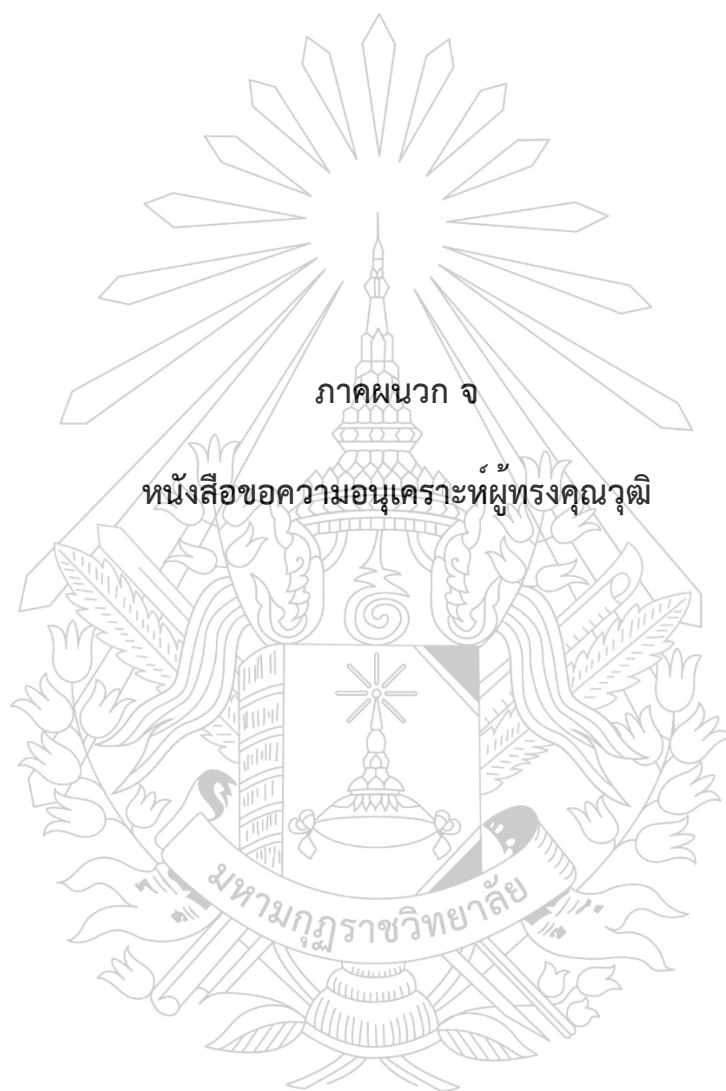 ภาคผนวก จ
หนังสือขอความอนุเคราะห์ผู้ทรงคุณวุฒิ
มหามกุฏราชวิทยาลัย